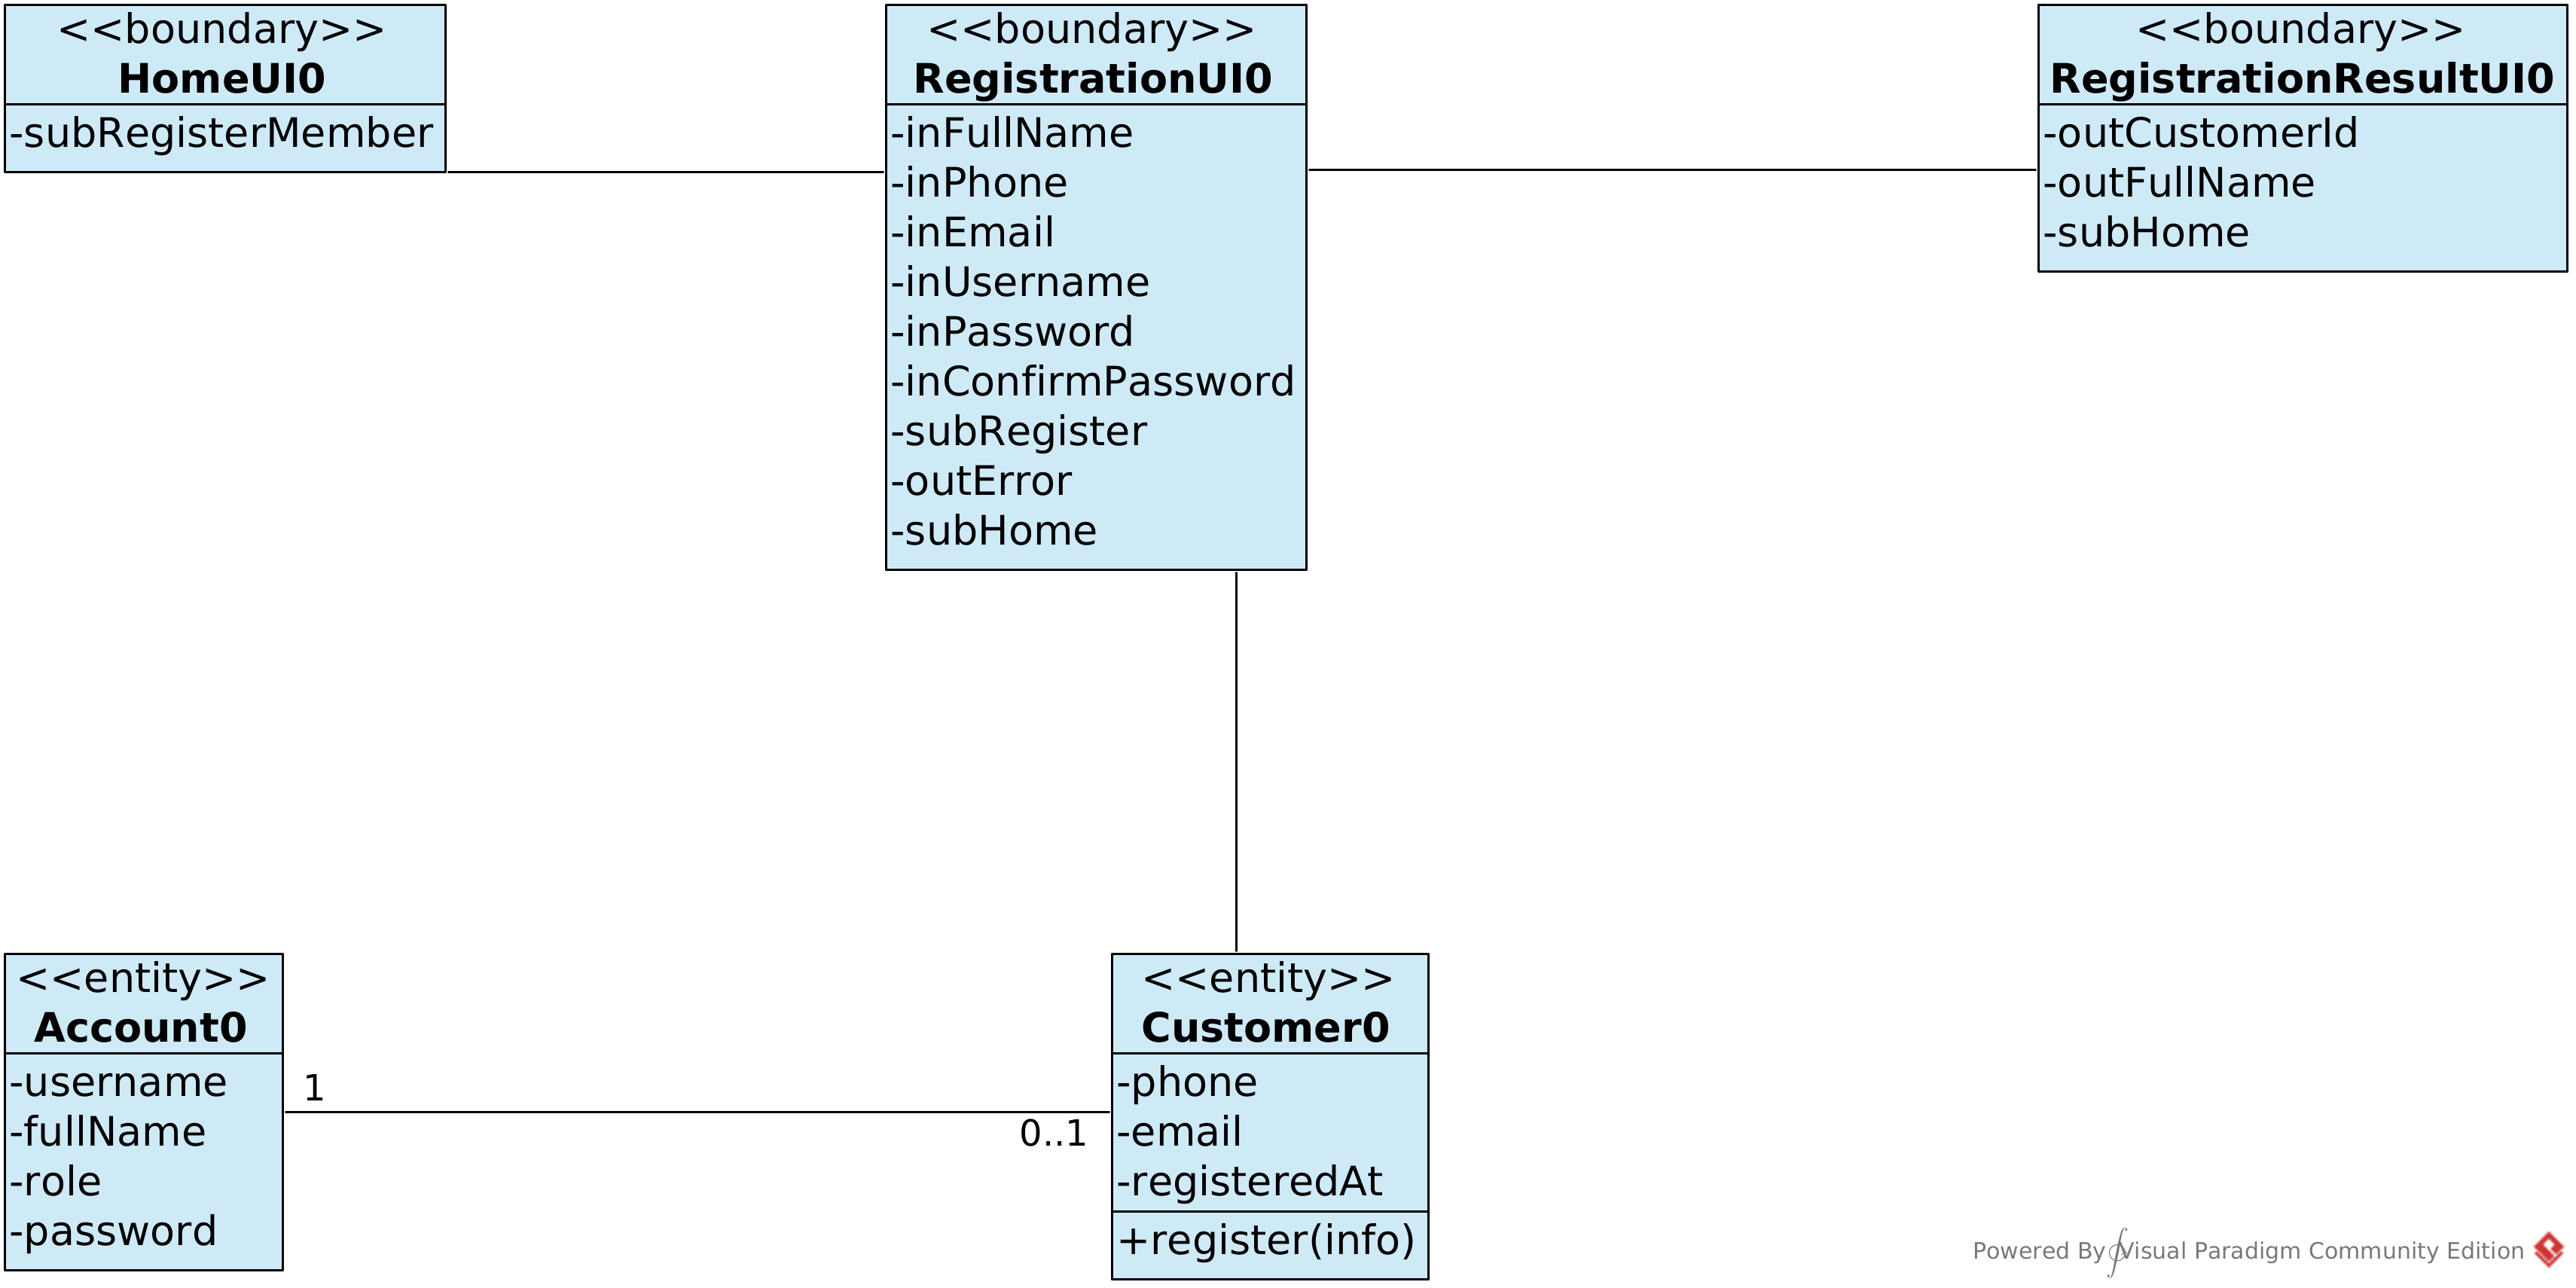 <<boundary>>
HomeUI0
-subRegisterMember
<<boundary>>
RegistrationUI0
-inFullName
-inPhone
-inEmail
-inUsername
-inPassword
-inConfirmPassword
-subRegister
-outError
-subHome
<<boundary>>
RegistrationResultUI0
-outCustomerId
-outFullName
-subHome
<<entity>>
Account0
-username
-fullName
-role
-password
1
0..1
<<entity>>
Customer0
-phone
-email
-registeredAt
+register(info)
Powered By Visual Paradigm Community Edition